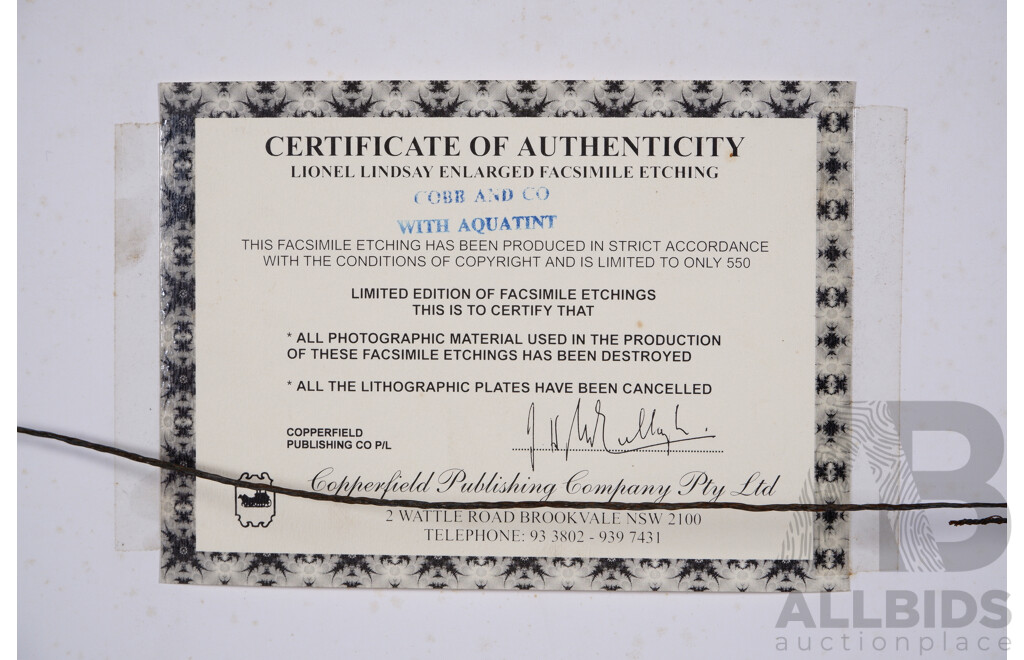 CERTIFICATE OF AUTHENTICITY
LIONEL LINDSAY ENLARGED FACSIMILE ETCHING
COBB AND CO
WITH AQUATINT
THIS FACSIMILE ETCHING HAS BEEN PRODUCED IN STRICT ACCORDANCE
WITH THE CONDITIONS OF COPYRIGHT AND IS LIMITED TO ONLY 550
LIMITED EDITION OF FACSIMILE ETCHINGS
THIS IS TO CERTIFY THAT
* ALL PHOTOGRAPHIC MATERIAL USED IN THE PRODUCTION
OF THESE FACSIMILE ETCHINGS HAS BEEN DESTROYED
* ALL THE LITHOGRAPHIC PLATES HAVE BEEN CANCELLED
COPPERFIELD
PUBLISHING CO P/L
Copperfield Publishing Company Pty Ltd
2 WATTLE ROAD BROOKVALE NSW 2100
TELEPHONE: 93 3802 - 939 7431
AB
ALLBIDS
auctionplace